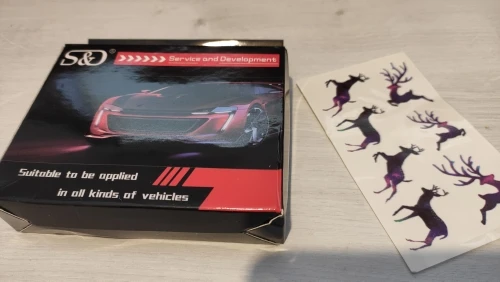 S&D®
Service and Development
Suitable to be applied
in all kinds of vehicles